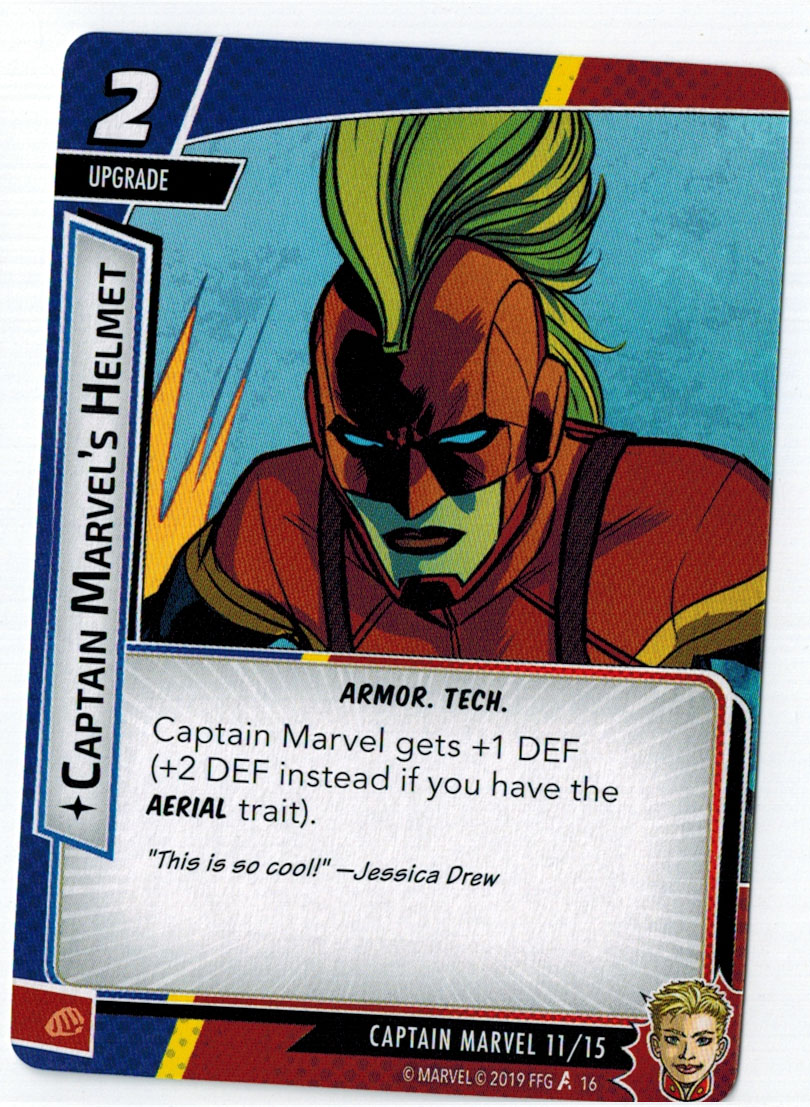 2
UPGRADE
CAPTAIN MARVEL'S HELMET
ARMOR. TECH.
Captain Marvel gets +1 DEF
(+2 DEF instead if you have the
AERIAL trait).
"This is so cool!" —Jessica Drew
CAPTAIN MARVEL 11/15
© MARVEL © 2019 FFG 16